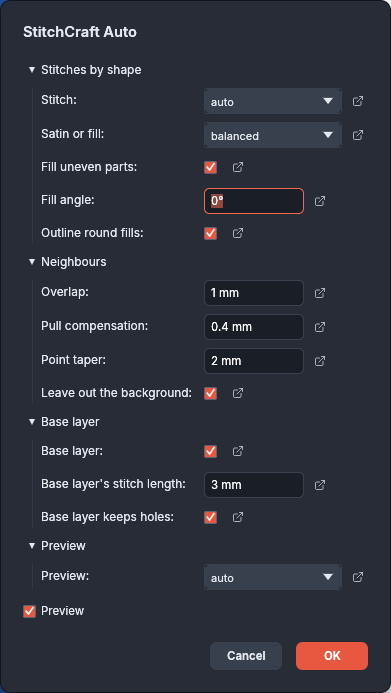 StitchCraft Auto
Stitches by shape
Stitch: auto
Satin or fill: balanced
Fill uneven parts:
Fill angle: 0°
Outline round fills:
Neighbours
Overlap: 1 mm
Pull compensation: 0.4 mm
Point taper: 2 mm
Leave out the background:
Base layer
Base layer:
Base layer's stitch length: 3 mm
Base layer keeps holes:
Preview
Preview: auto
Preview
Cancel OK